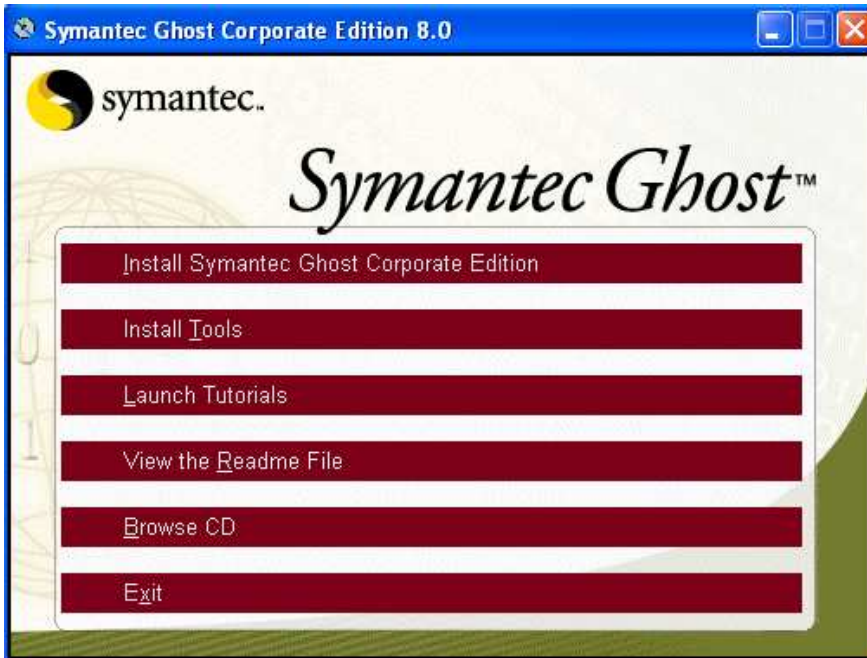 Symantec Ghost Corporate Edition 8.0
symantec™
Symantec Ghost™
Install Symantec Ghost Corporate Edition
Install Tools
Launch Tutorials
View the Readme File
Browse CD
Exit